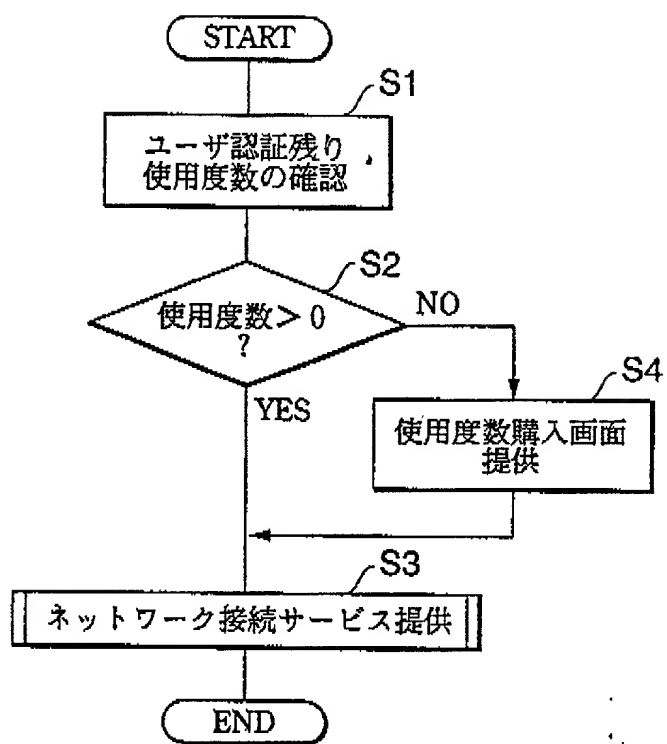 START
S1
ユーザ認証残り
使用度数の確認
S2
使用度数＞0
?
NO
YES
S4
使用度数購入画面
提供
S3
ネットワーク接続サービス提供
END